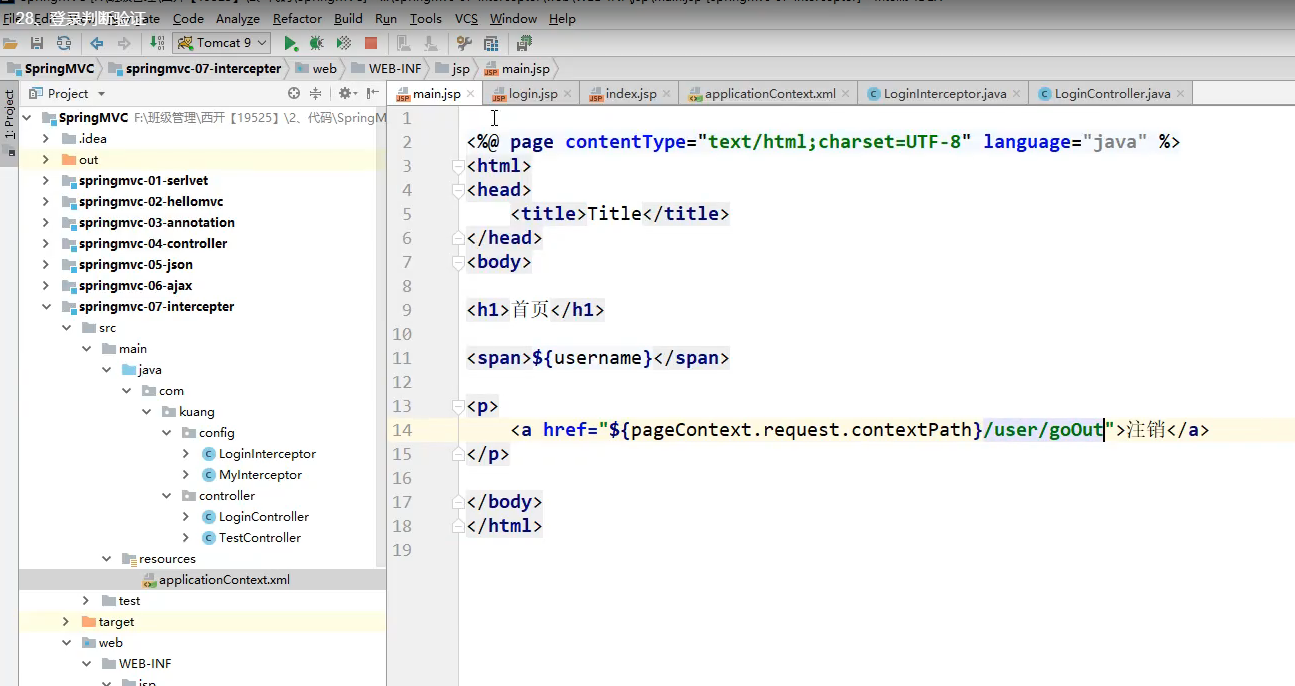 28、登录判断验证
File Code Analyze Refactor Build Run Tools VCS Window Help
Tomcat 9
SpringMVC springmvc-07-intercepter web WEB-INF jsp main.jsp
1: Project
Project
main.jsp login.jsp index.jsp applicationContext.xml LoginInterceptor.java LoginController.java
SpringMVC F:\班级管理\西开【19525】\2、代码\SpringM
.idea
out
springmvc-01-serlvet
springmvc-02-hellomvc
springmvc-03-annotation
springmvc-04-controller
springmvc-05-json
springmvc-06-ajax
springmvc-07-intercepter
src
main
java
com
kuang
config
LoginInterceptor
MyInterceptor
controller
LoginController
TestController
resources
applicationContext.xml
test
target
web
WEB-INF
jsp
1
2 <%@ page contentType="text/html;charset=UTF-8" language="java" %>
3 <html>
4 <head>
5 <title>Title</title>
6 </head>
7 <body>
8
9 <h1>首页</h1>
10
11 <span>${username}</span>
12
13 <p>
14 <a href="${pageContext.request.contextPath}/user/goOut">注销</a>
15 </p>
16
17 </body>
18 </html>
19